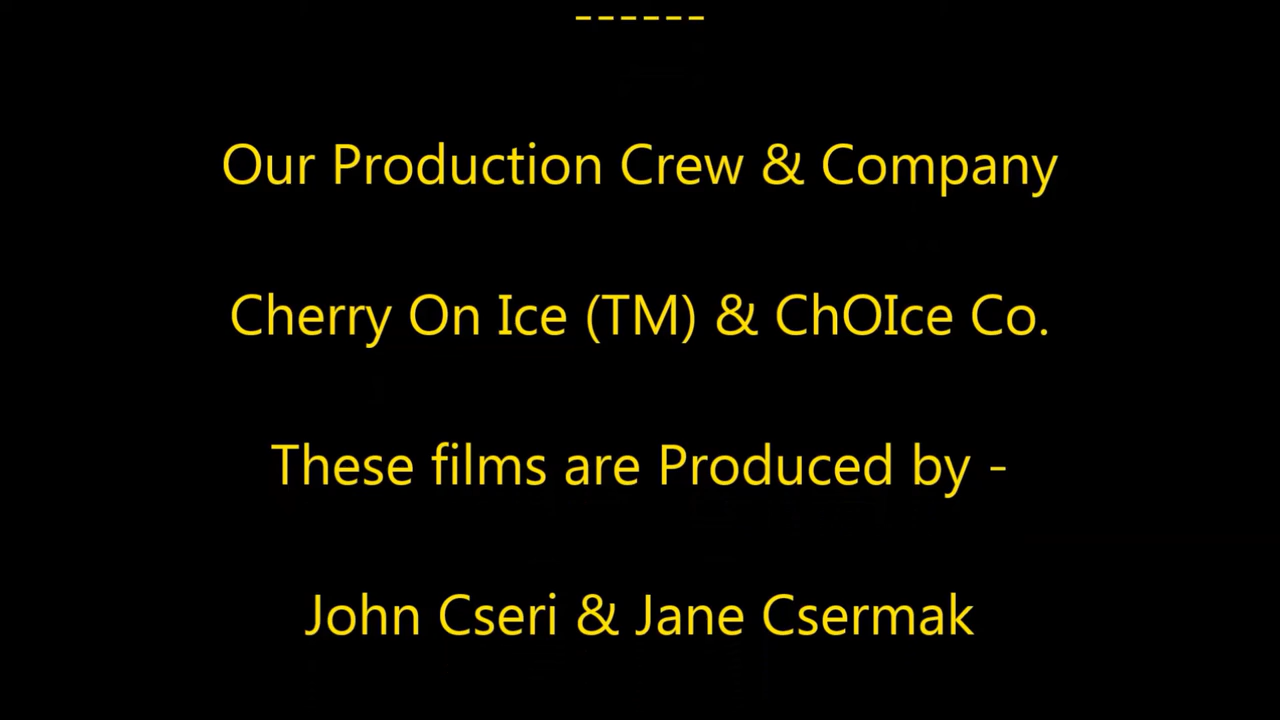 ------
Our Production Crew & Company
Cherry On Ice (TM) & ChOIce Co.
These films are Produced by -
John Cseri & Jane Csermak